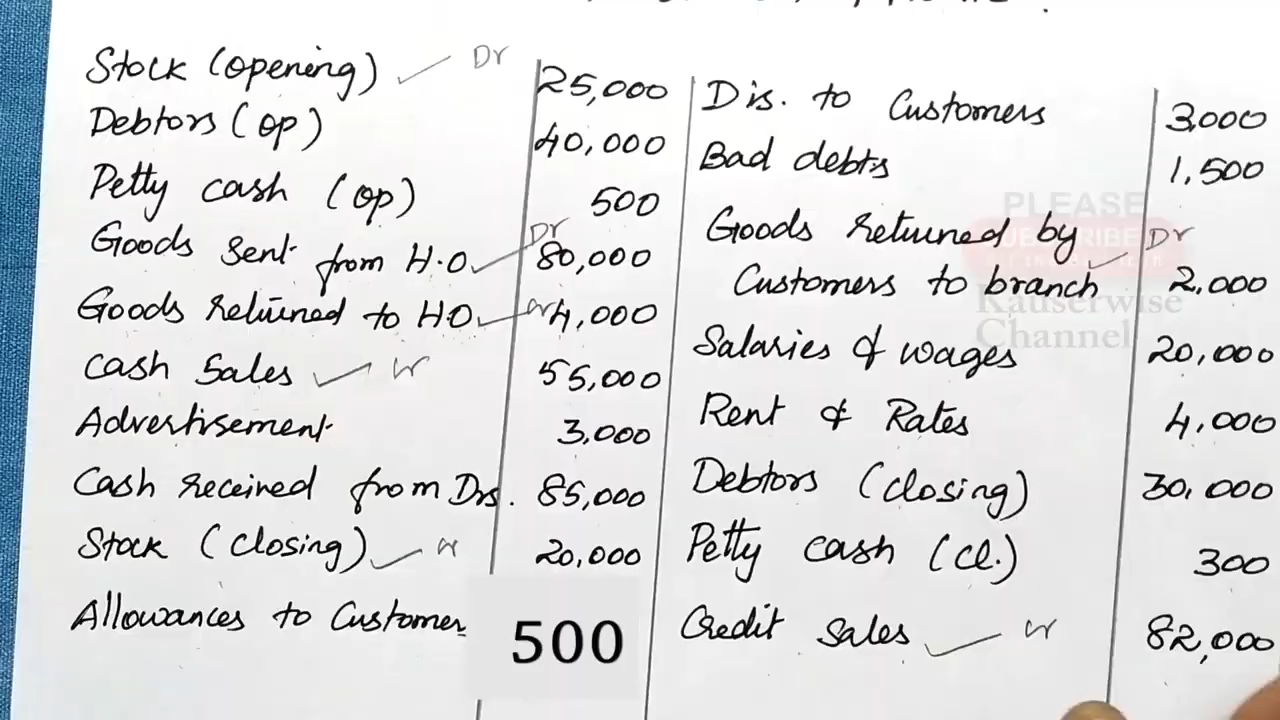 Stock (opening) Dr 25,000
Debtors (op) 40,000
Petty cash (op) 500
Goods sent from H.O Dr 80,000
Goods returned to H.O cr 4,000
Cash Sales cr 55,000
Advertisement 3,000
Cash received from Drs. 85,000
Stock (closing) cr 20,000
Allowances to Customer 500
Dis. to Customers 3,000
Bad debts 1,500
Goods returned by Dr
Customers to branch 2,000
Salaries & wages 20,000
Rent & Rates 4,000
Debtors (closing) 30,000
Petty cash (cl.) 300
Credit Sales cr 82,000
PLEASE
SUBSCRIBE
Kauserwise
Channel